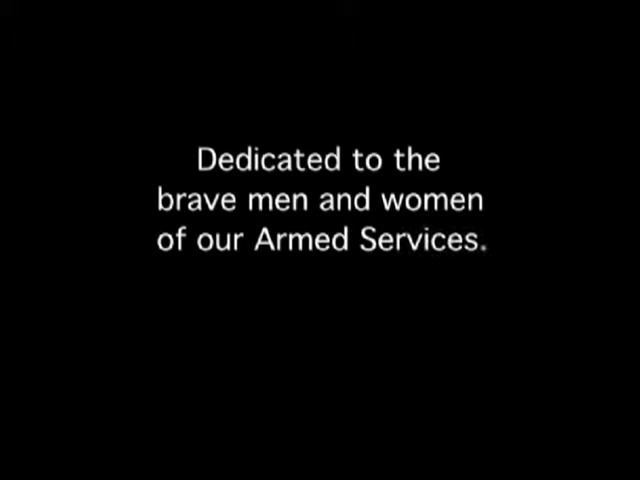 Dedicated to the
brave men and women
of our Armed Services.